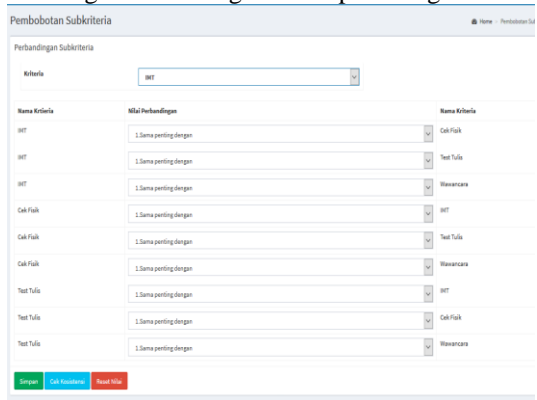 Pembobotan Subkriteria
Home Pembobotan Sub
Perbandingan Subkriteria
Kriteria IMT
Nama Krtieria Nilai Perbandingan Nama Kriteria
IMT 1.Sama penting dengan Cek Fisik
IMT 1.Sama penting dengan Test Tulis
IMT 1.Sama penting dengan Wawancara
Cek Fisik 1.Sama penting dengan IMT
Cek Fisik 1.Sama penting dengan Test Tulis
Cek Fisik 1.Sama penting dengan Wawancara
Test Tulis 1.Sama penting dengan IMT
Test Tulis 1.Sama penting dengan Cek Fisik
Test Tulis 1.Sama penting dengan Wawancara
Simpan Cek Konsistensi Reset Nilai